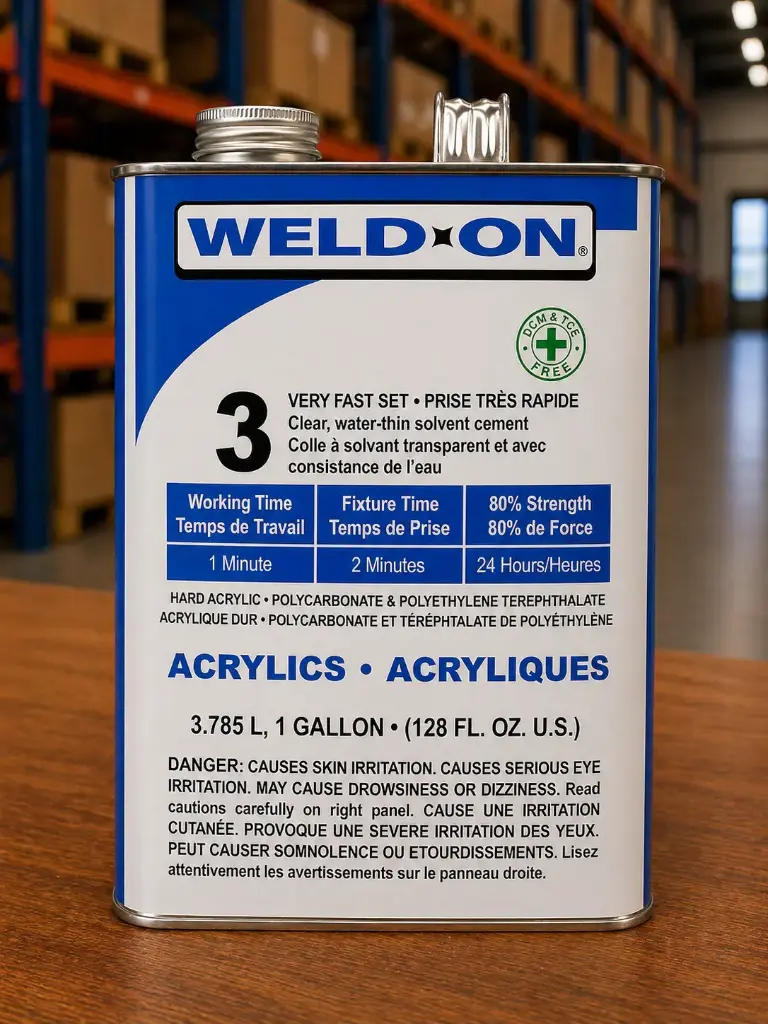 WELD-ON®
DCM & TCE
FREE
3
VERY FAST SET • PRISE TRÈS RAPIDE
Clear, water-thin solvent cement
Colle à solvant transparent et avec
consistance de l'eau
Working Time Fixture Time 80% Strength
Temps de Travail Temps de Prise 80% de Force
1 Minute 2 Minutes 24 Hours/Heures
HARD ACRYLIC • POLYCARBONATE & POLYETHYLENE TEREPHTHALATE
ACRYLIQUE DUR • POLYCARBONATE ET TÉRÉPHTALATE DE POLYÉTHYLÈNE
ACRYLICS • ACRYLIQUES
3.785 L, 1 GALLON • (128 FL. OZ. U.S.)
DANGER: CAUSES SKIN IRRITATION. CAUSES SERIOUS EYE
IRRITATION. MAY CAUSE DROWSINESS OR DIZZINESS. Read
cautions carefully on right panel. CAUSE UNE IRRITATION
CUTANÉE. PROVOQUE UNE SEVERE IRRITATION DES YEUX.
PEUT CAUSER SOMNOLENCE OU ETOURDISSEMENTS. Lisez
attentivement les avertissements sur le panneau droite.